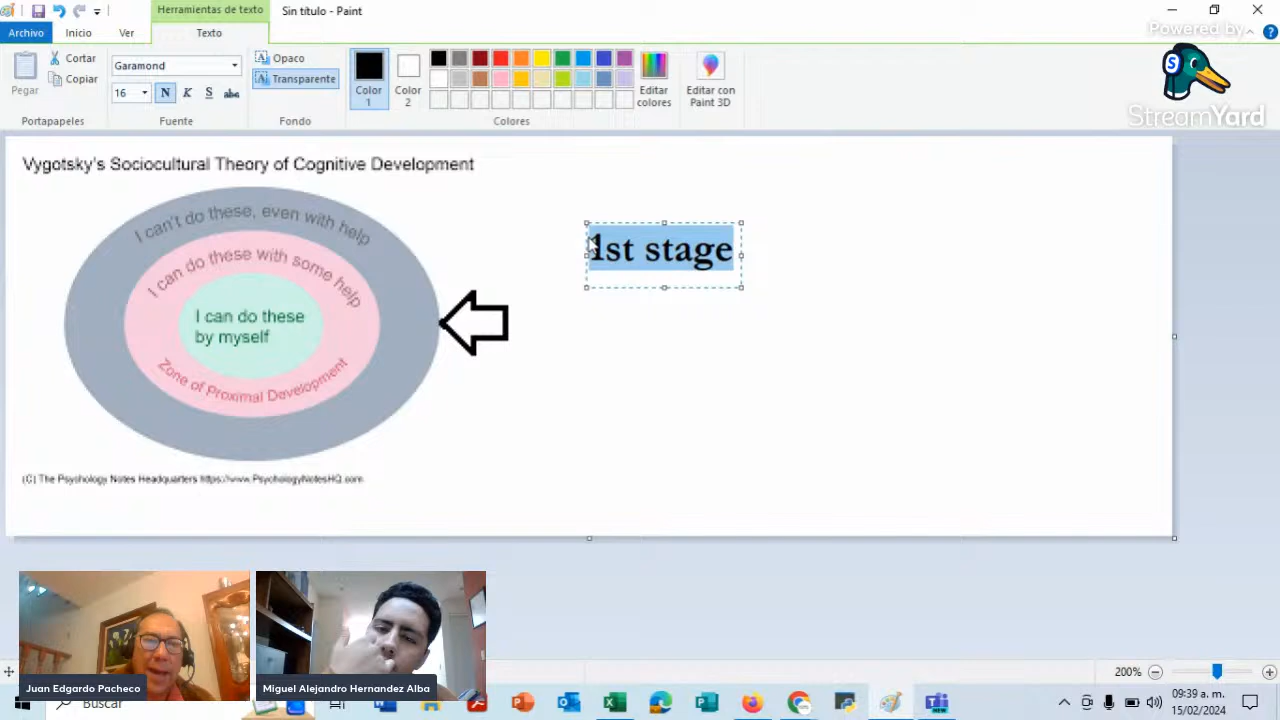 Herramientas de texto
Sin título - Paint
Archivo
Inicio
Ver
Texto
Powered by
StreamYard
Pegar
Cortar
Copiar
Portapapeles
Garamond
16
N
K
S
abc
Fuente
Opaco
Transparente
Fondo
Color 1
Color 2
Editar colores
Editar con Paint 3D
Colores
Vygotsky's Sociocultural Theory of Cognitive Development
I can't do these, even with help
I can do these with some help
I can do these
by myself
Zone of Proximal Development
1st stage
(C) The Psychology Notes Headquarters https://www.PsychologyNotesHQ.com
Juan Edgardo Pacheco
Miguel Alejandro Hernandez Alba
200%
Buscar
NEW
09:39 a. m.
15/02/2024